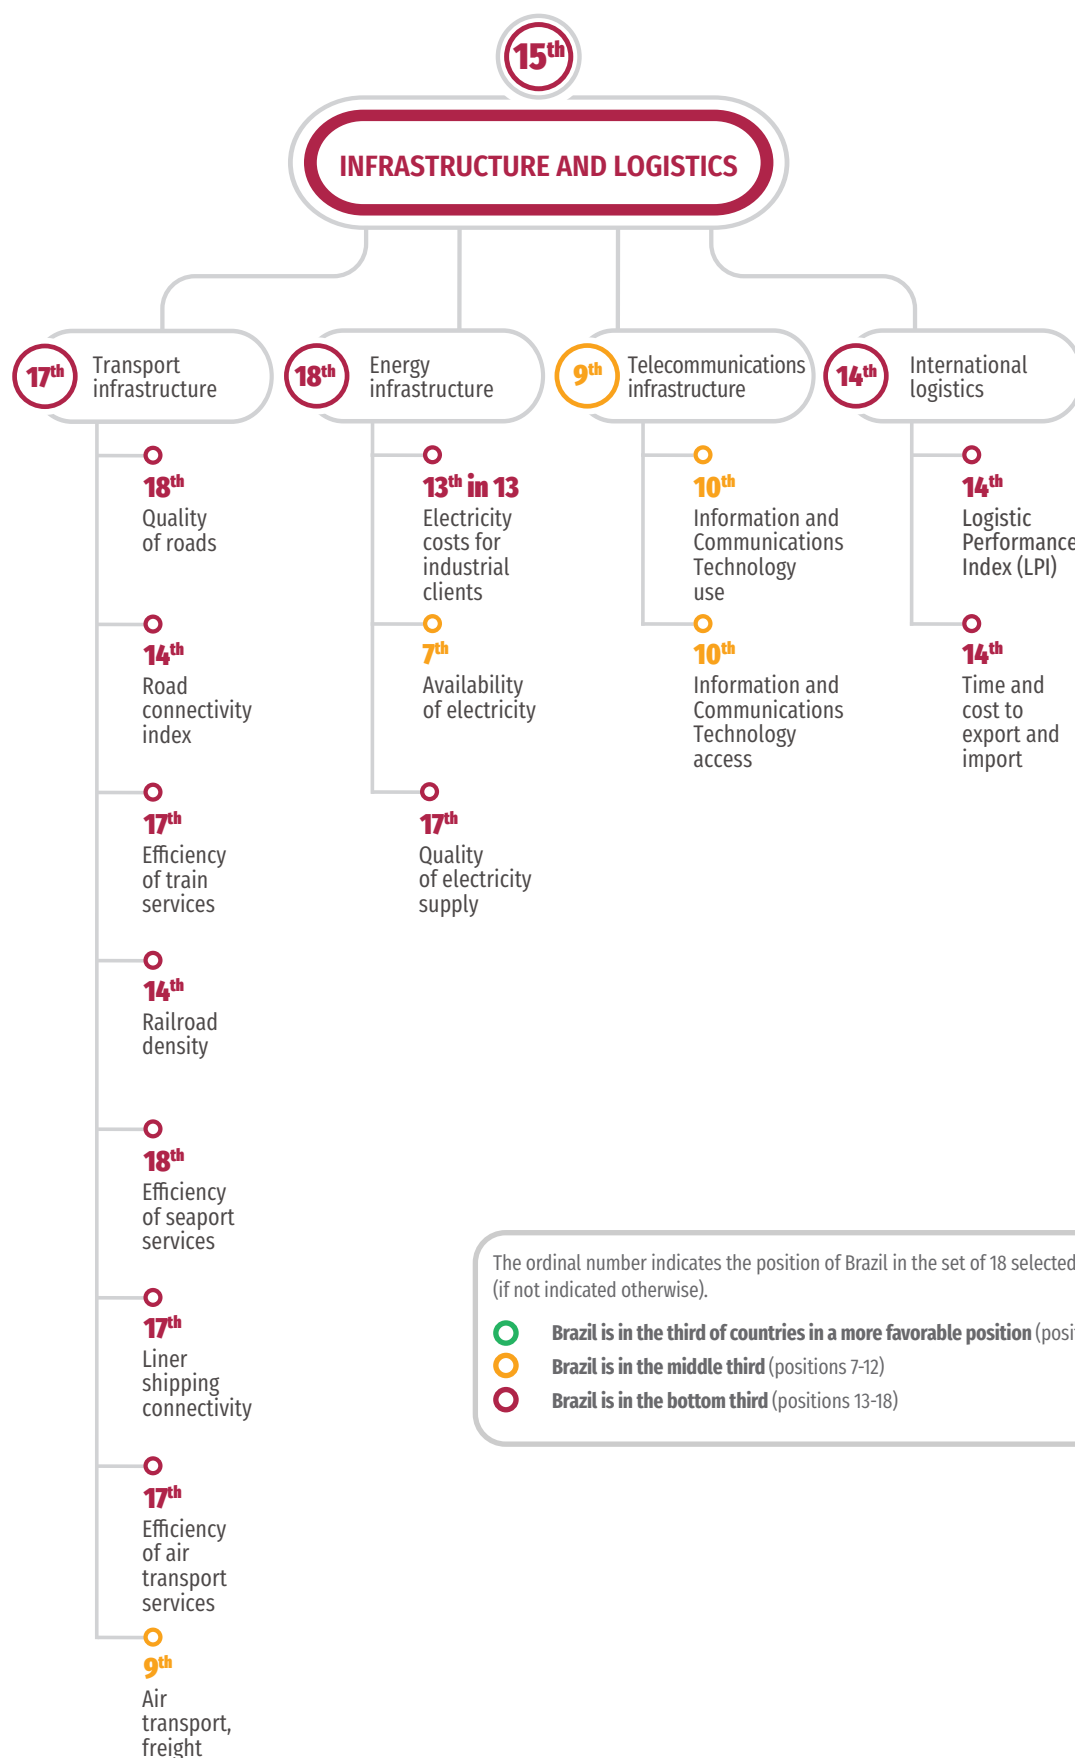 15th
INFRASTRUCTURE AND LOGISTICS
17th
Transport
infrastructure
18th
Quality
of roads
14th
Road
connectivity
index
17th
Efficiency
of train
services
14th
Railroad
density
18th
Efficiency
of seaport
services
17th
Liner
shipping
connectivity
17th
Efficiency
of air
transport
services
9th
Air
transport,
freight
18th
Energy
infrastructure
13th in 13
Electricity
costs for
industrial
clients
7th
Availability
of electricity
17th
Quality
of electricity
supply
9th
Telecommunications
infrastructure
10th
Information and
Communications
Technology
use
10th
Information and
Communications
Technology
access
14th
International
logistics
14th
Logistic
Performance
Index (LPI)
14th
Time and
cost to
export and
import
The ordinal number indicates the position of Brazil in the set of 18 selected
(if not indicated otherwise).
Brazil is in the third of countries in a more favorable position
Brazil is in the middle third (positions 7-12)
Brazil is in the bottom third (positions 13-18)